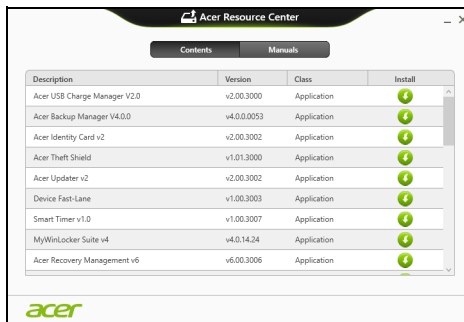 Acer Resource Center
Contents Manuals
Description Version Class Install
Acer USB Charge Manager V2.0 v2.00.3000 Application
Acer Backup Manager V4.0.0 v4.0.0.0053 Application
Acer Identity Card v2 v2.00.3002 Application
Acer Theft Shield v1.01.3000 Application
Acer Updater v2 v2.00.3002 Application
Device Fast-Lane v1.00.3003 Application
Smart Timer v1.0 v1.00.3007 Application
MyWinLocker Suite v4 v4.0.14.24 Application
Acer Recovery Management v6 v6.00.3006 Application
acer